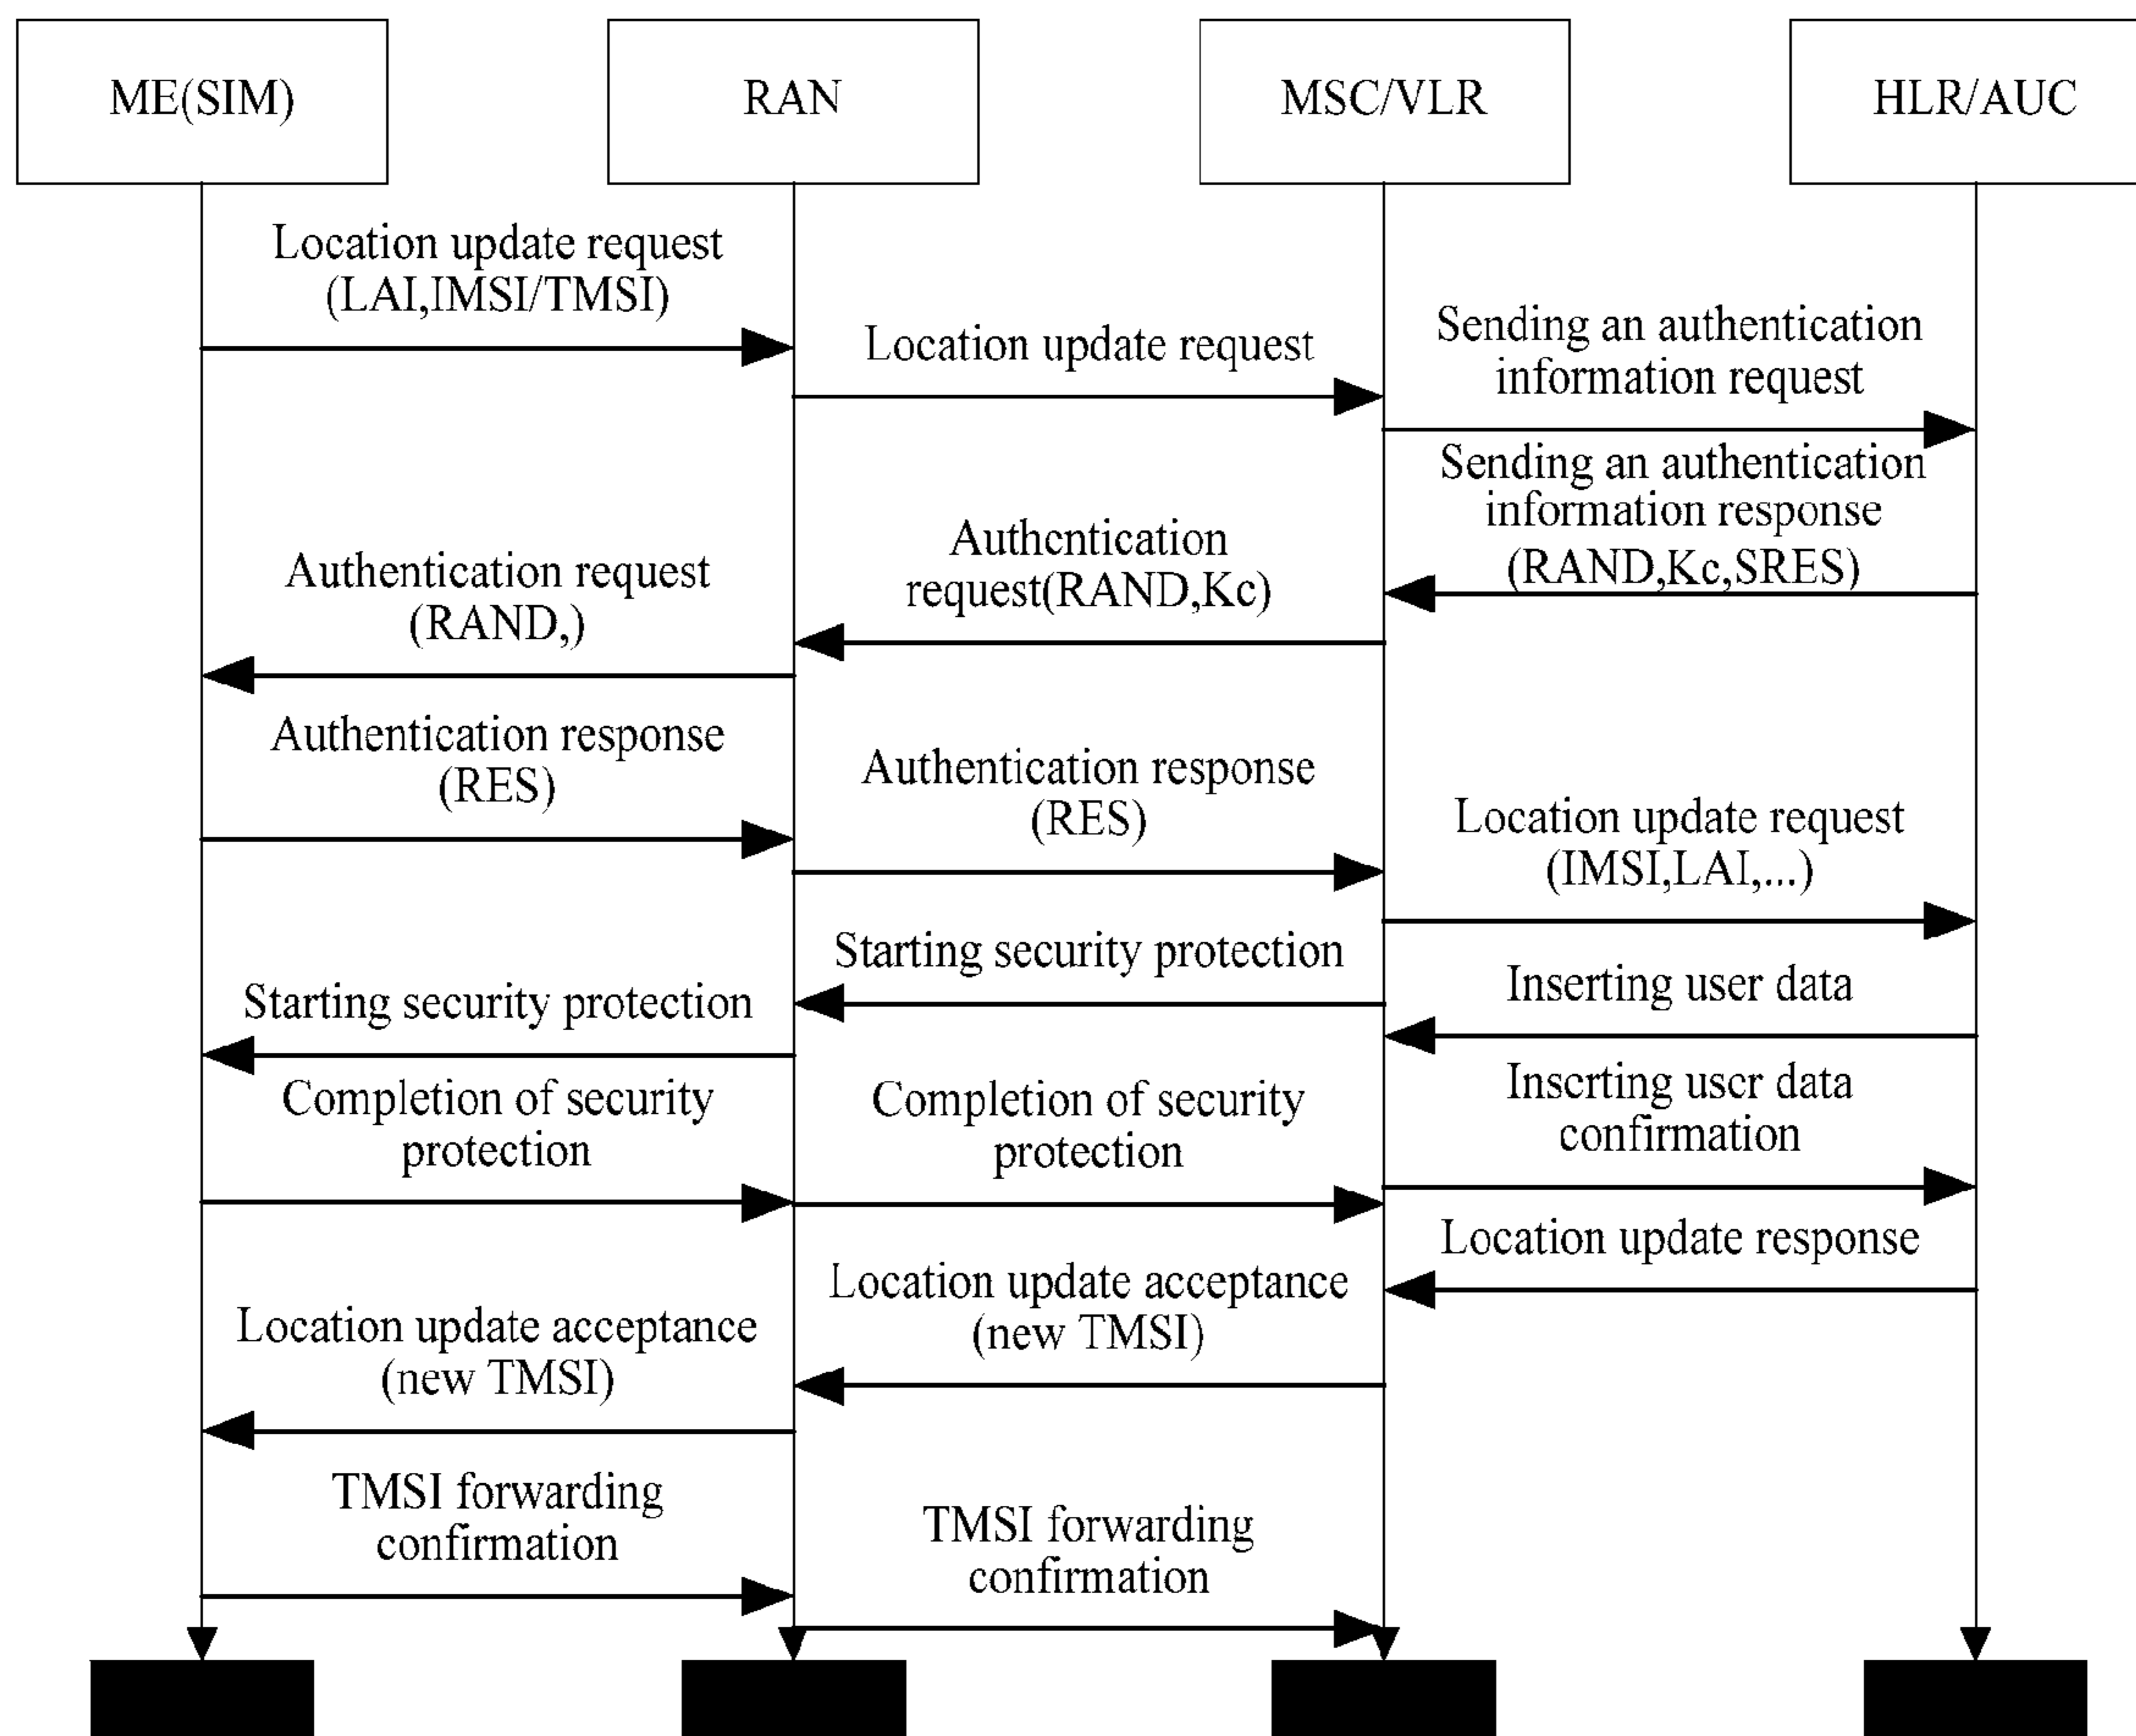 ME(SIM)
RAN
MSC/VLR
HLR/AUC
Location update request
(LAI,IMSI/TMSI)
Location update request
Sending an authentication
information request
Sending an authentication
information response
(RAND,Kc,SRES)
Authentication
request(RAND,Kc)
Authentication request
(RAND,)
Authentication response
(RES)
Authentication response
(RES)
Location update request
(IMSI,LAI,...)
Starting security protection
Inserting user data
Starting security protection
Completion of security
protection
Completion of security
protection
Inserting user data
confirmation
Location update response
Location update acceptance
(new TMSI)
Location update acceptance
(new TMSI)
TMSI forwarding
confirmation
TMSI forwarding
confirmation